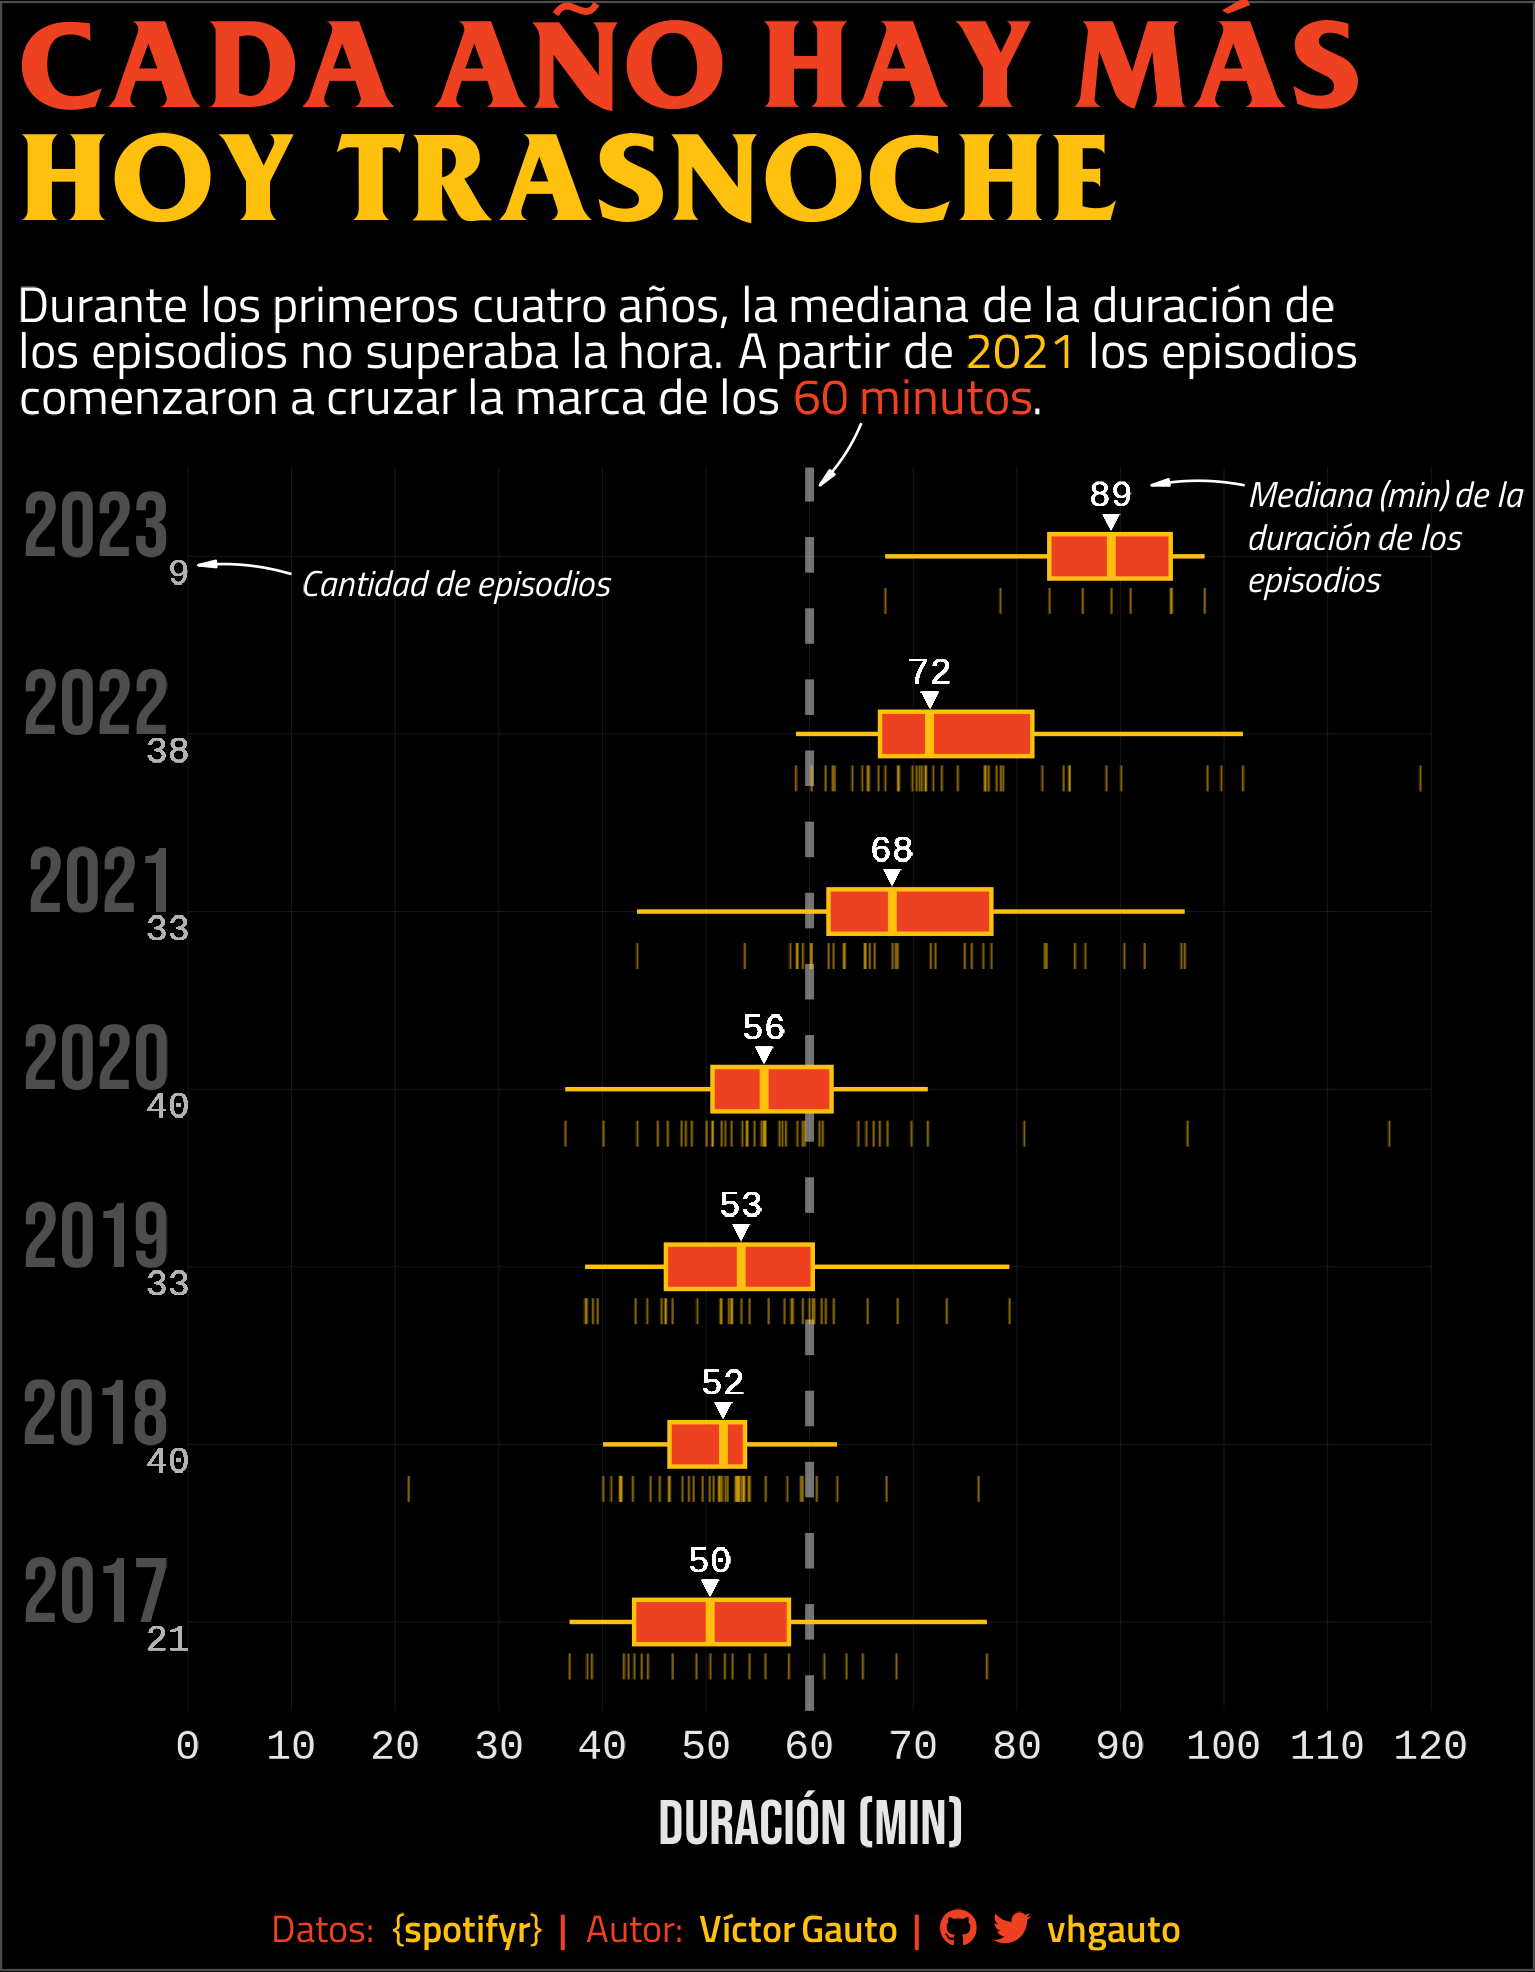 CADA AÑO HAY MÁS
HOY TRASNOCHE
Durante los primeros cuatro años, la mediana de la duración de
los episodios no superaba la hora. A partir de 2021 los episodios
comenzaron a cruzar la marca de los 60 minutos.
2023
9
Cantidad de episodios
89
Mediana (min) de la
duración de los
episodios
2022
38
72
2021
33
68
2020
40
56
2019
33
53
2018
40
52
2017
21
50
0 10 20 30 40 50 60 70 80 90 100 110 120
DURACIÓN (MIN)
Datos: {spotifyr} | Autor: Víctor Gauto | vhgauto